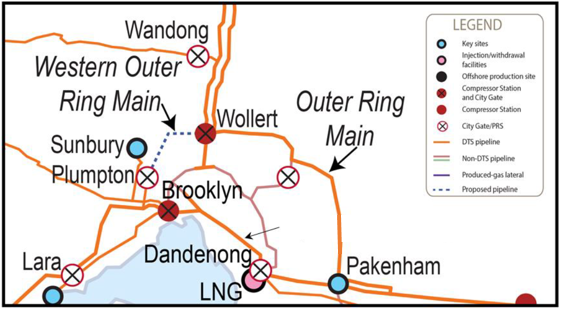 Wandong
Western Outer
Ring Main
Wollert
Outer Ring
Main
Sunbury
Plumpton
Brooklyn
Lara
Dandenong
LNG
Pakenham
LEGEND
Key sites
Injection/withdrawal
facilities
Offshore production site
Compressor Station
and City Gate
Compressor Station
City Gate/PRS
DTS pipeline
Non-DTS pipeline
Produced-gas lateral
Proposed pipeline